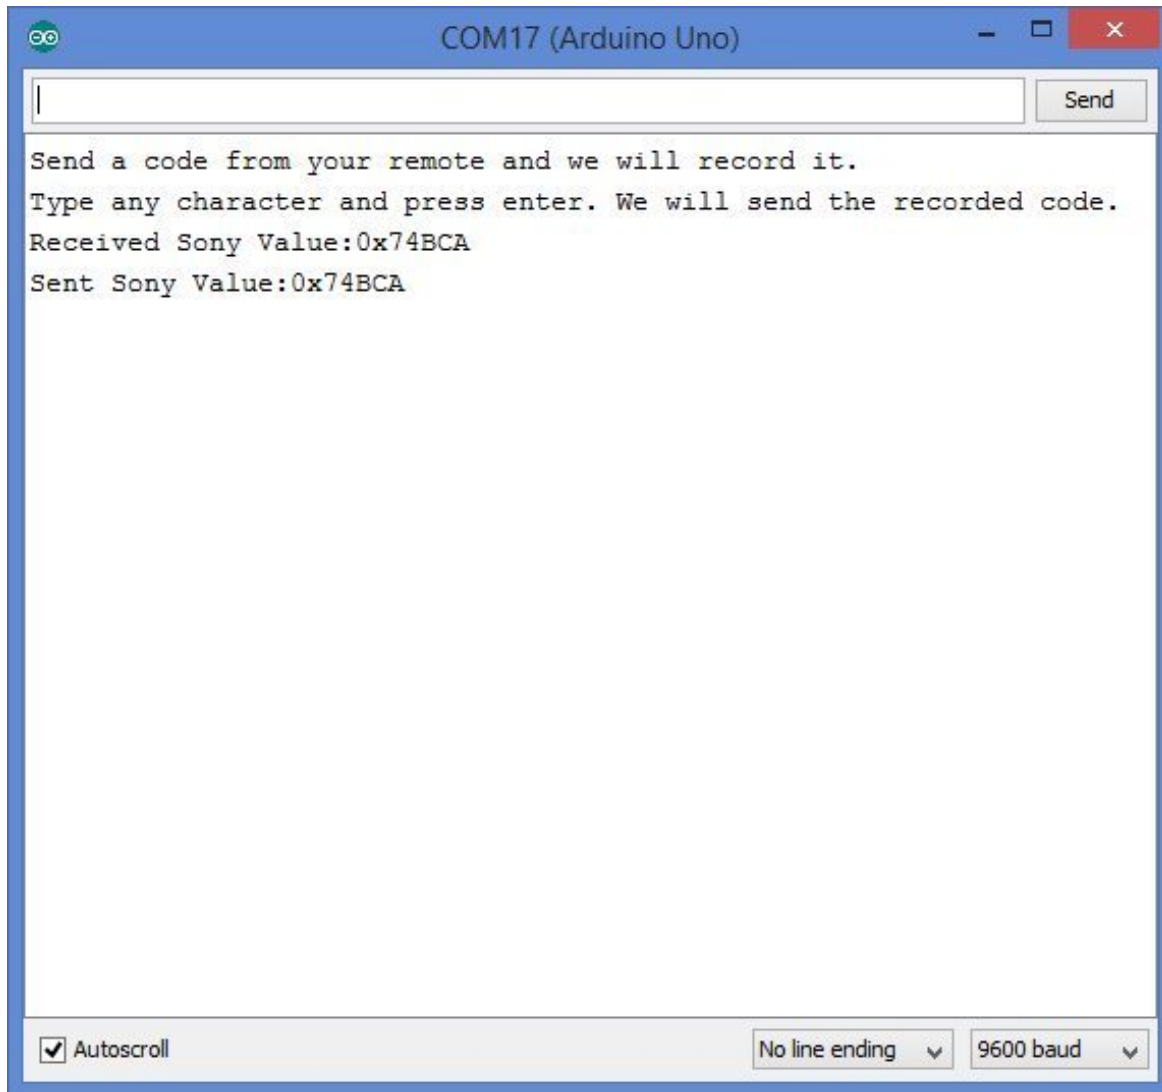 COM17 (Arduino Uno)
Send
Send a code from your remote and we will record it.
Type any character and press enter. We will send the recorded code.
Received Sony Value:0x74BCA
Sent Sony Value:0x74BCA
Autoscroll
No line ending
9600 baud